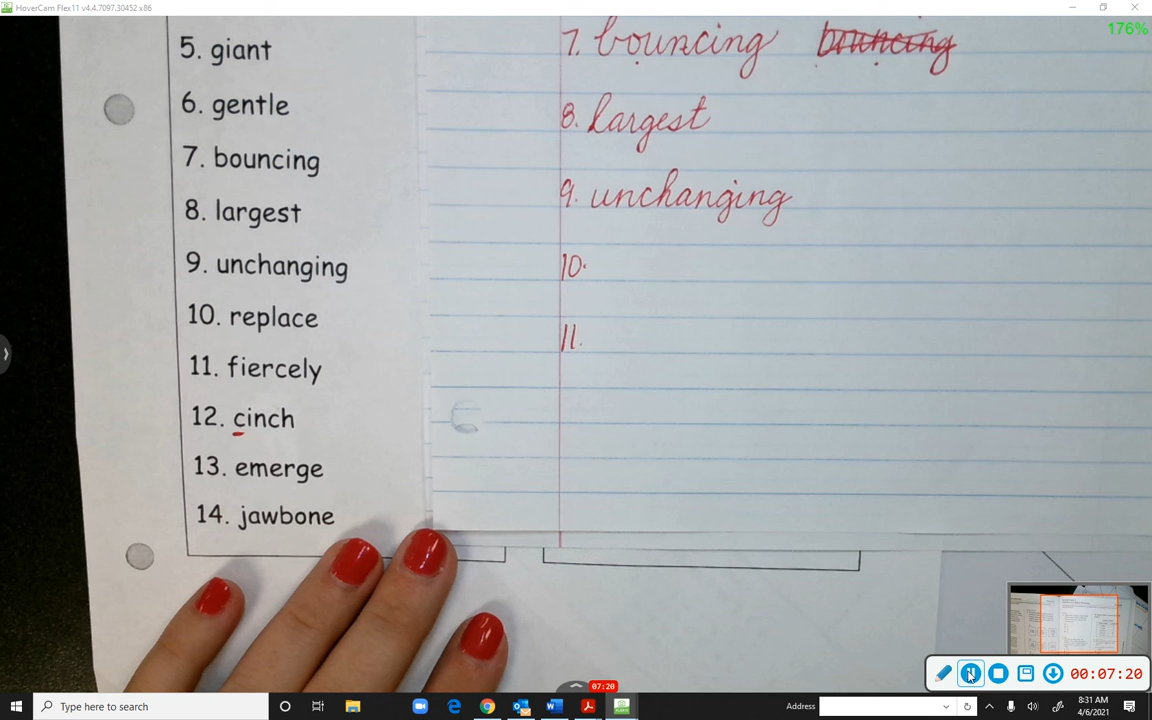 HoverCam Flex11 v4.4.7097.30452 x86
176%
5. giant
6. gentle
7. bouncing
8. largest
9. unchanging
10. replace
11. fiercely
12. cinch
13. emerge
14. jawbone
7. bouncing bouncing
8. largest
9. unchanging
10.
11.
00:07:20
07:20
Type here to search
Address
8:31 AM
4/6/2021